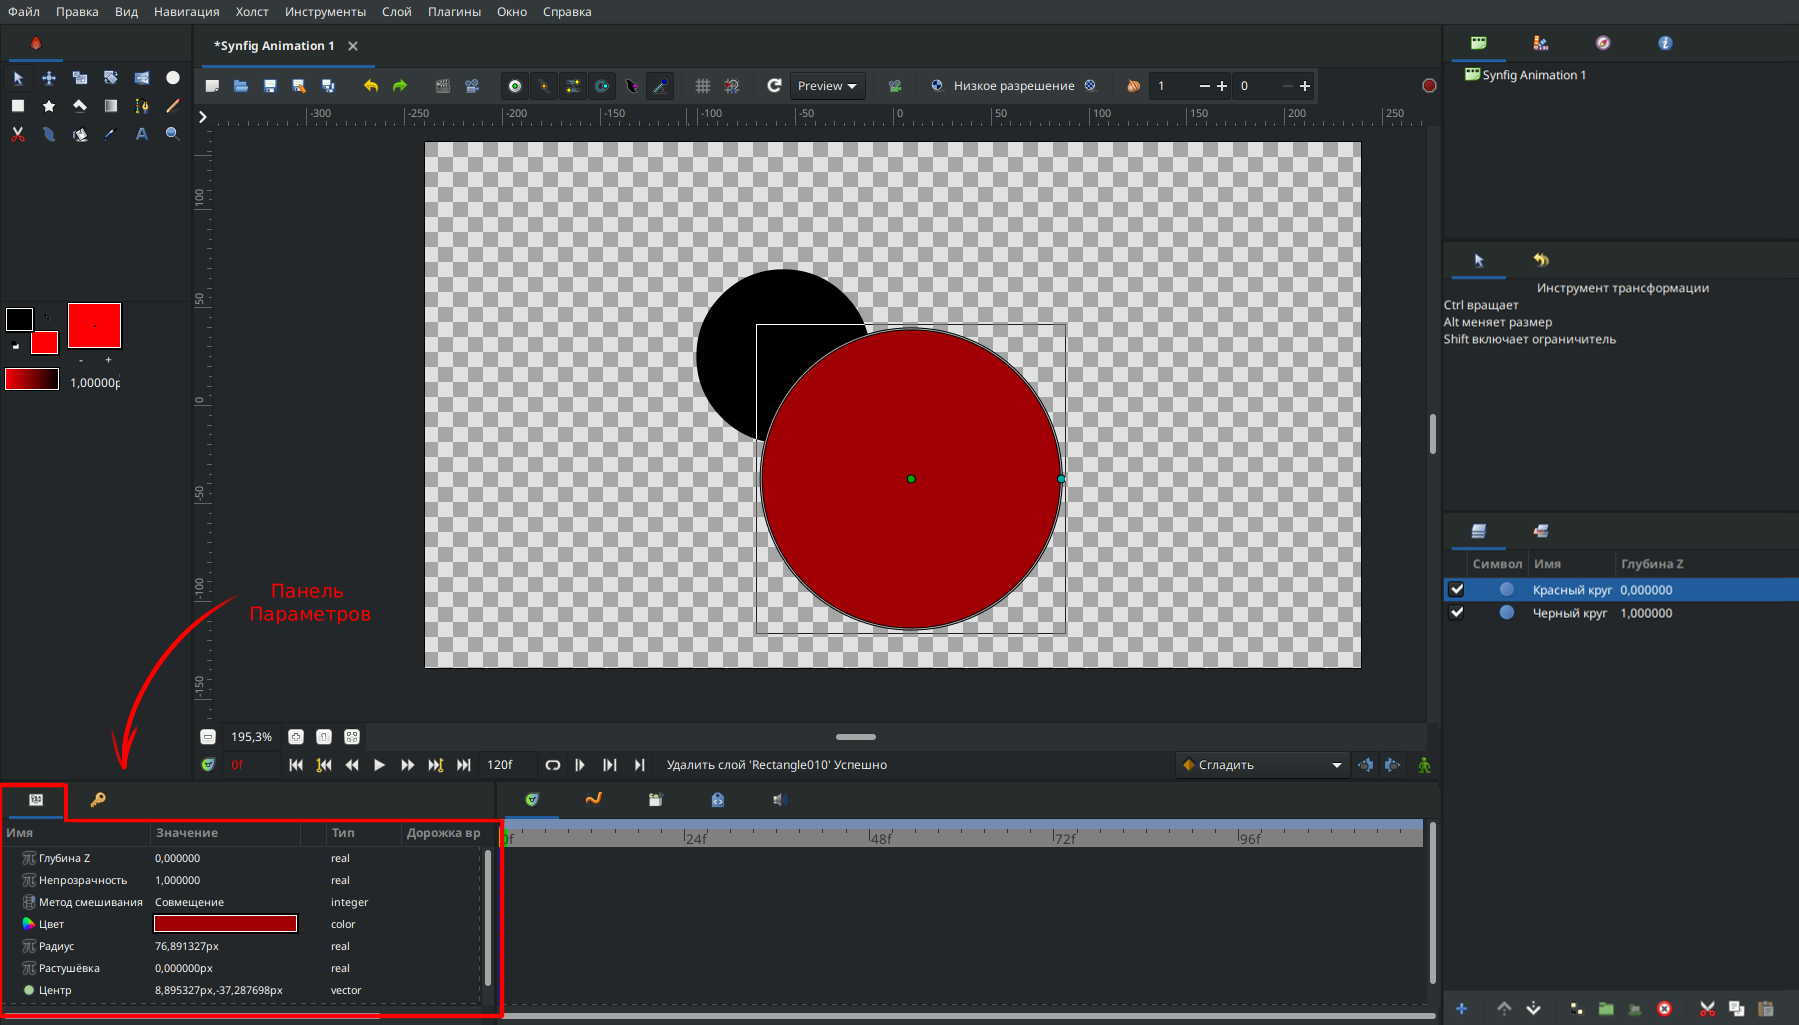 Файл Правка Вид Навигация Холст Инструменты Слой Плагины Окно Справка
*Synfig Animation 1
Preview
Низкое разрешение
1
0
-300 -250 -200 -150 -100 -50 0 50 100 150 200 250
100
50
0
-50
-100
-150
1,00000p
Панель
Параметров
195,3%
0f
120f
Удалить слой 'Rectangle010' Успешно
Сгладить
Имя Значение Тип Дорожка вр
Глубина Z 0,000000 real
Непрозрачность 1,000000 real
Метод смешивания Совмещение integer
Цвет color
Радиус 76,891327px real
Растушёвка 0,000000px real
Центр 8,895327px,-37,287698px vector
0f 24f 48f 72f 96f
Synfig Animation 1
Инструмент трансформации
Ctrl вращает
Alt меняет размер
Shift включает ограничитель
Символ Имя Глубина Z
Красный круг 0,000000
Черный круг 1,000000